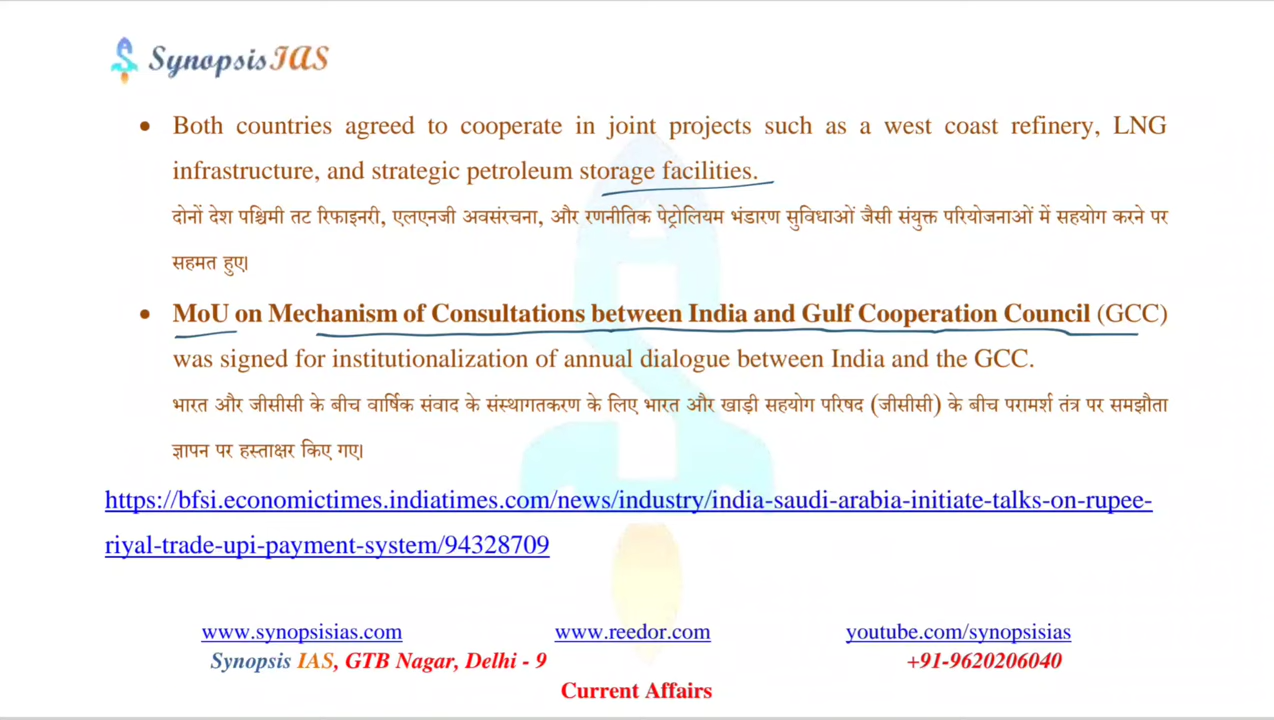 Synopsis IAS
• Both countries agreed to cooperate in joint projects such as a west coast refinery, LNG
infrastructure, and strategic petroleum storage facilities.
दोनों देश पश्चिमी तट रिफाइनरी, एलएनजी अवसंरचना, और रणनीतिक पेट्रोलियम भंडारण सुविधाओं जैसी संयुक्त परियोजनाओं में सहयोग करने पर
सहमत हुए।
• MoU on Mechanism of Consultations between India and Gulf Cooperation Council (GCC)
was signed for institutionalization of annual dialogue between India and the GCC.
भारत और जीसीसी के बीच वार्षिक संवाद के संस्थागतकरण के लिए भारत और खाड़ी सहयोग परिषद (जीसीसी) के बीच परामर्श तंत्र पर समझौता
ज्ञापन पर हस्ताक्षर किए गए।
https://bfsi.economictimes.indiatimes.com/news/industry/india-saudi-arabia-initiate-talks-on-rupee-
riyal-trade-upi-payment-system/94328709
www.synopsisias.com www.reedor.com youtube.com/synopsisias
Synopsis IAS, GTB Nagar, Delhi - 9 +91-9620206040
Current Affairs